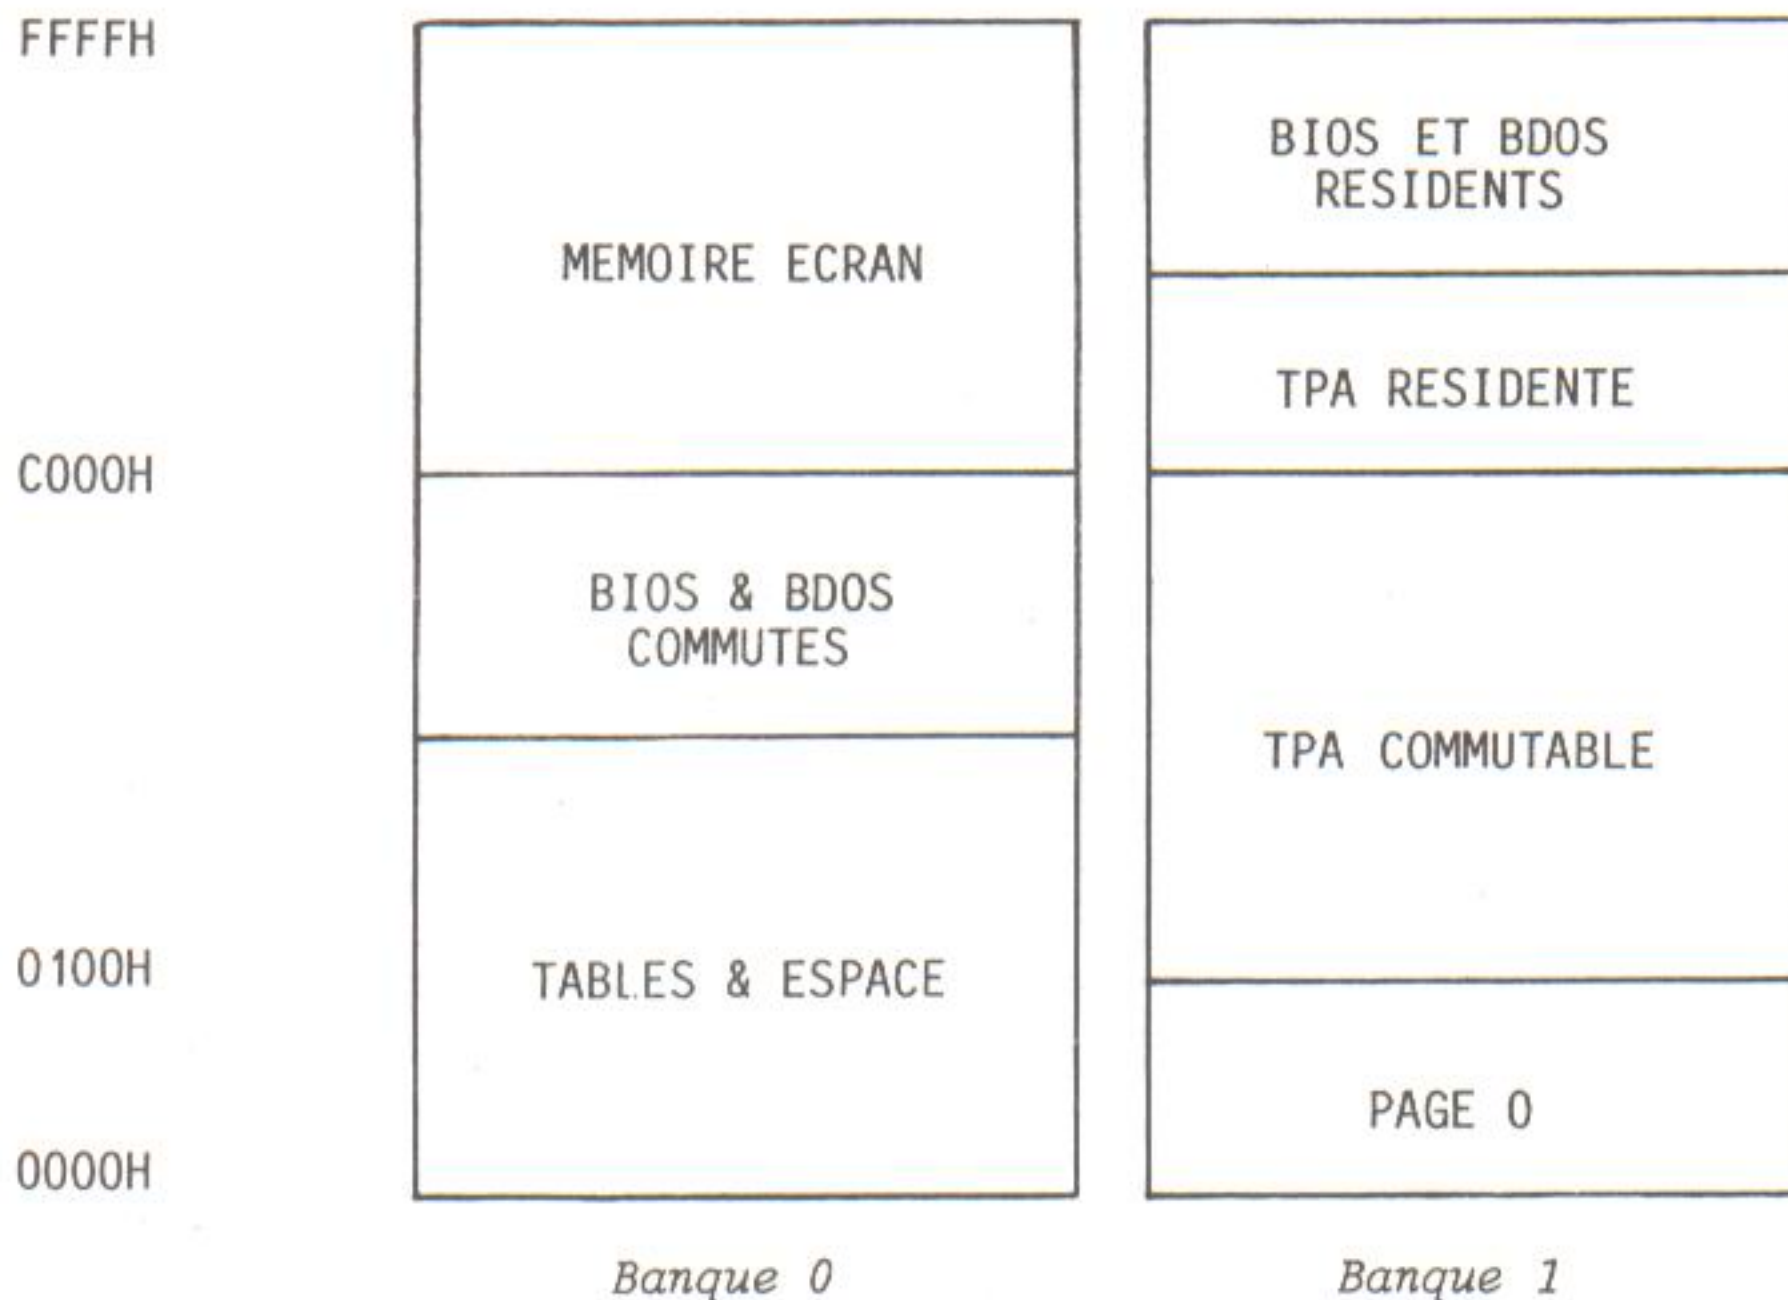 FFFFH
C000H
0100H
0000H
MEMOIRE ECRAN
BIOS & BDOS
COMMUTES
TABLES & ESPACE
Banque 0
BIOS ET BDOS
RESIDENTS
TPA RESIDENTE
TPA COMMUTABLE
PAGE 0
Banque 1